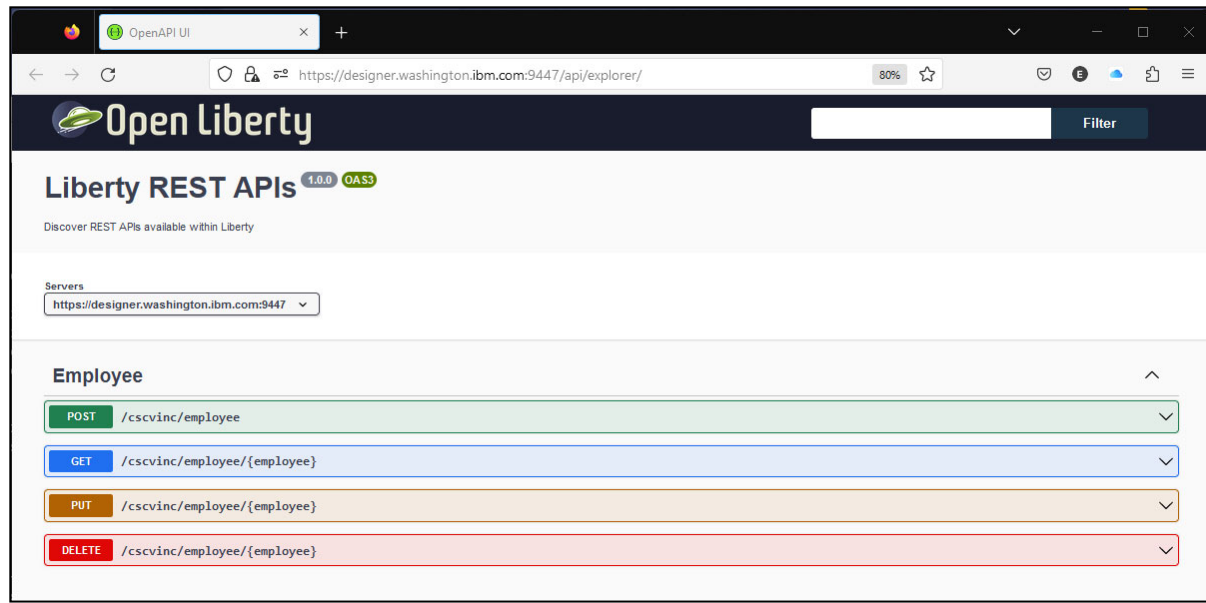 OpenAPI UI
https://designer.washington.ibm.com:9447/api/explorer/
80%
E
Open Liberty
Filter
Liberty REST APIs 1.0.0 OAS3
Discover REST APIs available within Liberty
Servers
https://designer.washington.ibm.com:9447
Employee
POST /cscvinc/employee
GET /cscvinc/employee/{employee}
PUT /cscvinc/employee/{employee}
DELETE /cscvinc/employee/{employee}